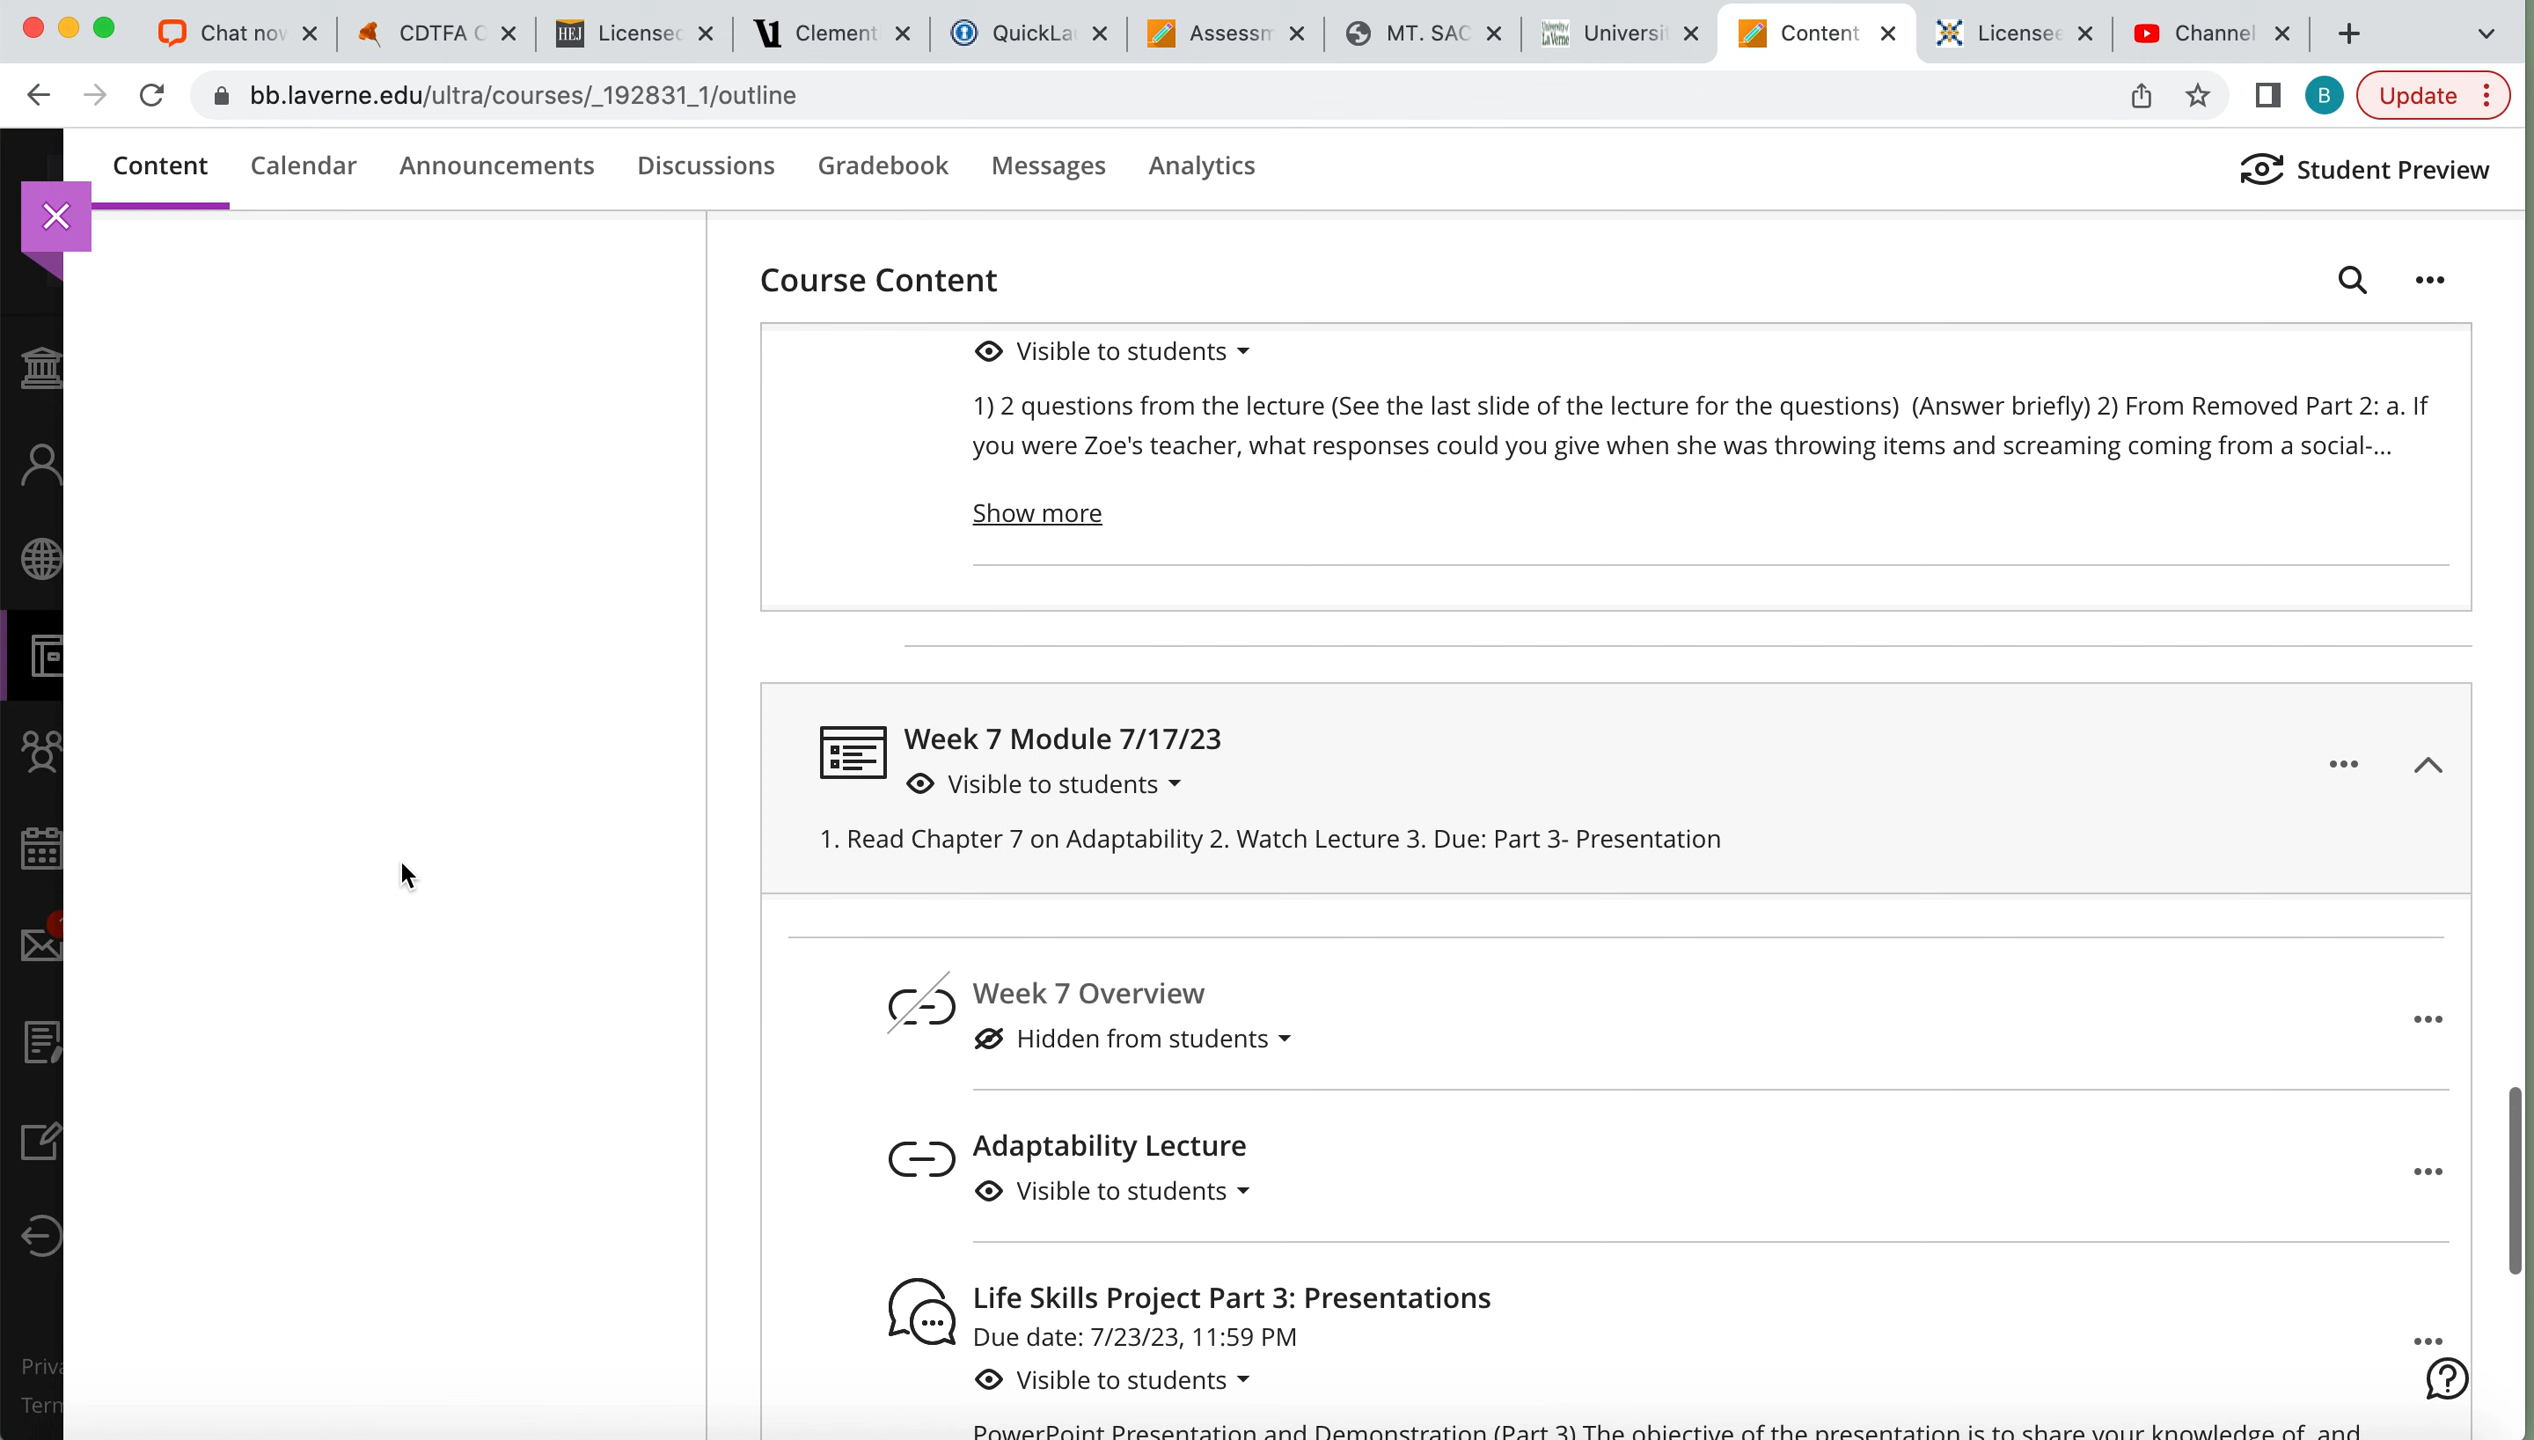 Chat now
CDTFA C
HEJ
License
Clement
QuickLa
Assessm
MT. SAC
Universit
Content
License
Channel
bb.laverne.edu/ultra/courses/_192831_1/outline
B
Update
Content
Calendar
Announcements
Discussions
Gradebook
Messages
Analytics
Student Preview
Course Content
Visible to students
1) 2 questions from the lecture (See the last slide of the lecture for the questions)  (Answer briefly) 2) From Removed Part 2: a. If
you were Zoe's teacher, what responses could you give when she was throwing items and screaming coming from a social-...
Show more
Week 7 Module 7/17/23
Visible to students
1. Read Chapter 7 on Adaptability 2. Watch Lecture 3. Due: Part 3- Presentation
Week 7 Overview
Hidden from students
Adaptability Lecture
Visible to students
Life Skills Project Part 3: Presentations
Due date: 7/23/23, 11:59 PM
Visible to students
Priva
Term
PowerPoint Presentation and Demonstration (Part 3) The objective of the presentation is to share your knowledge of, and